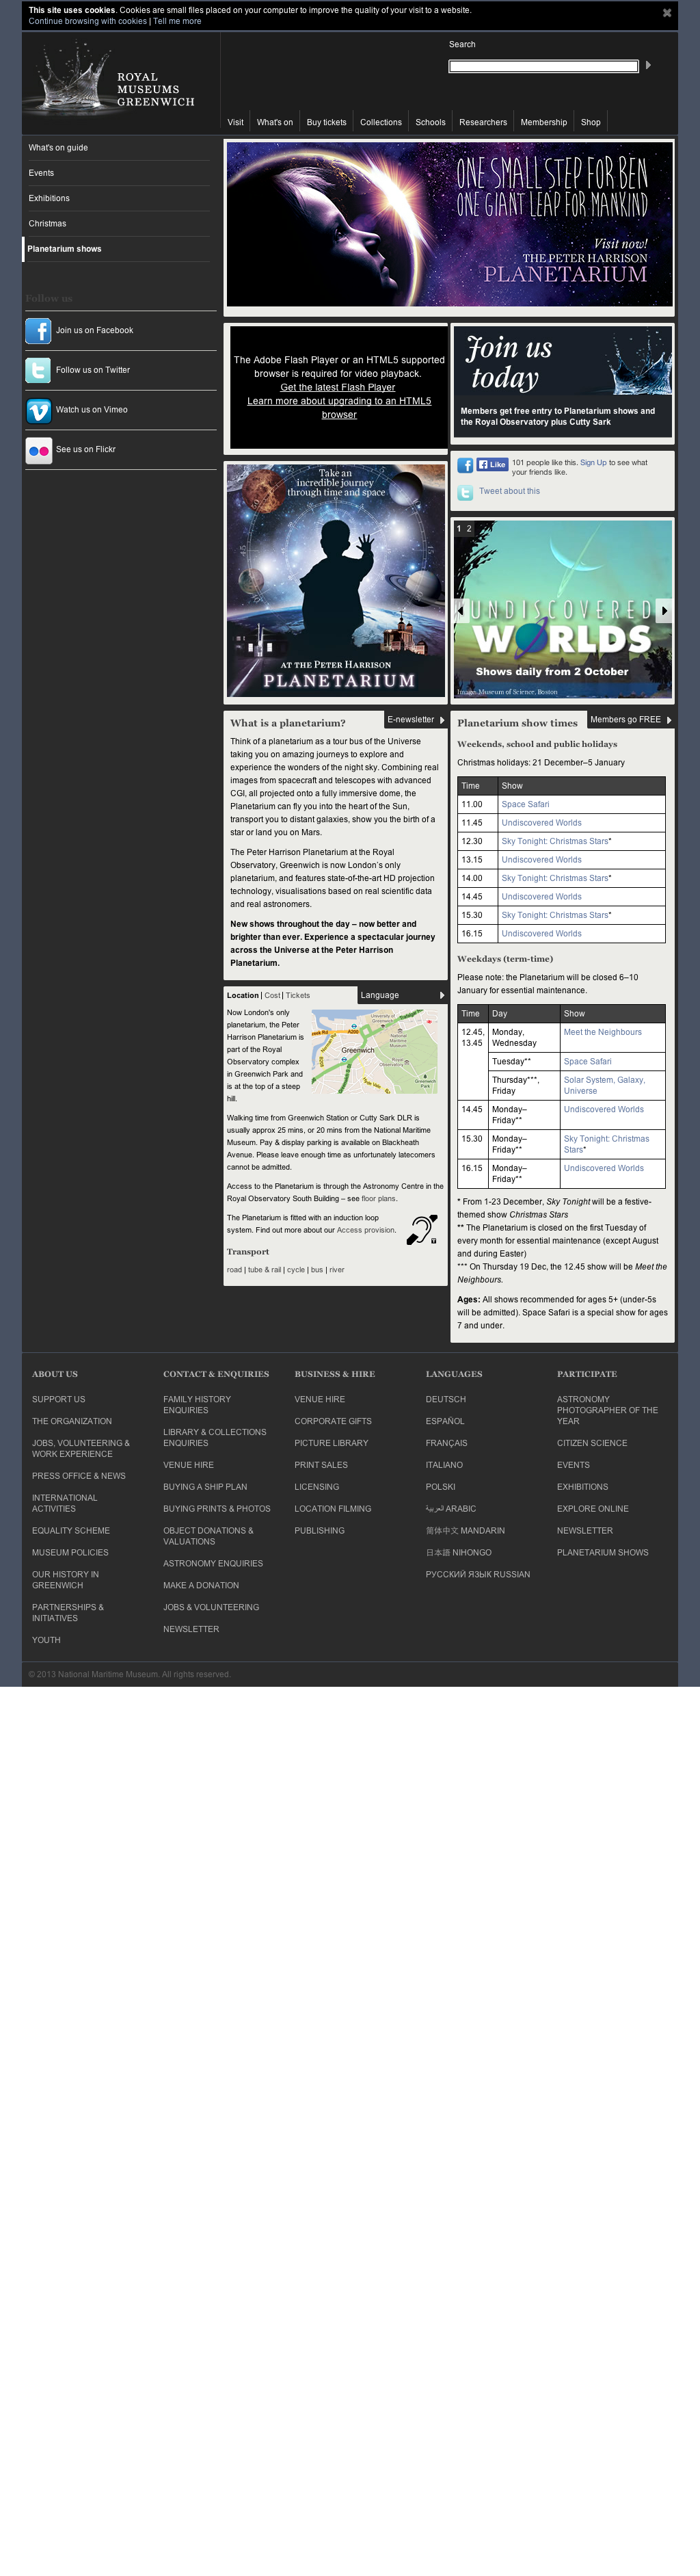 This site uses cookies. Cookies are small files placed on your computer to improve the quality of your visit to a website.
Continue browsing with cookies | Tell me more
ROYAL
MUSEUMS
GREENWICH
Search
Visit
What's on
Buy tickets
Collections
Schools
Researchers
Membership
Shop
What's on guide
Events
Exhibitions
Christmas
Planetarium shows
Follow us
Join us on Facebook
Follow us on Twitter
Watch us on Vimeo
See us on Flickr
ONE SMALL STEP FOR BEN
ONE GIANT LEAP FOR MANKIND
Visit now!
THE PETER HARRISON
PLANETARIUM
The Adobe Flash Player or an HTML5 supported
browser is required for video playback.
Get the latest Flash Player
Learn more about upgrading to an HTML5
browser
Join us
today
Members get free entry to Planetarium shows and
the Royal Observatory plus Cutty Sark
Like
101 people like this. Sign Up to see what
your friends like.
Tweet about this
Take an
incredible journey
through time and space
AT THE PETER HARRISON
PLANETARIUM
1 2
UNDISCOVERED
WORLDS
Shows daily from 2 October
Image: Museum of Science, Boston
What is a planetarium?
E-newsletter
Think of a planetarium as a tour bus of the Universe
taking you on amazing journeys to explore and
experience the wonders of the night sky. Combining real
images from spacecraft and telescopes with advanced
CGI, all projected onto a fully immersive dome, the
Planetarium can fly you into the heart of the Sun,
transport you to distant galaxies, show you the birth of a
star or land you on Mars.
The Peter Harrison Planetarium at the Royal
Observatory, Greenwich is now London's only
planetarium, and features state-of-the-art HD projection
technology, visualisations based on real scientific data
and real astronomers.
New shows throughout the day – now better and
brighter than ever. Experience a spectacular journey
across the Universe at the Peter Harrison
Planetarium.
Location | Cost | Tickets
Language
Now London's only
planetarium, the Peter
Harrison Planetarium is
part of the Royal
Observatory complex
in Greenwich Park and
is at the top of a steep
hill.
University of
Greenwich
A206
National
Maritime
Museum
Greenwich
Royal
Observatory
Greenwich
Park
Walking time from Greenwich Station or Cutty Sark DLR is
usually approx 25 mins, or 20 mins from the National Maritime
Museum. Pay & display parking is available on Blackheath
Avenue. Please leave enough time as unfortunately latecomers
cannot be admitted.
Access to the Planetarium is through the Astronomy Centre in the
Royal Observatory South Building – see floor plans.
The Planetarium is fitted with an induction loop
system. Find out more about our Access provision.
Transport
road | tube & rail | cycle | bus | river
Planetarium show times
Members go FREE
Weekends, school and public holidays
Christmas holidays: 21 December–5 January
Time Show
11.00 Space Safari
11.45 Undiscovered Worlds
12.30 Sky Tonight: Christmas Stars*
13.15 Undiscovered Worlds
14.00 Sky Tonight: Christmas Stars*
14.45 Undiscovered Worlds
15.30 Sky Tonight: Christmas Stars*
16.15 Undiscovered Worlds
Weekdays (term-time)
Please note: the Planetarium will be closed 6–10
January for essential maintenance.
Time Day Show
12.45, Monday, Meet the Neighbours
13.45 Wednesday
Tuesday** Space Safari
Thursday***, Solar System, Galaxy,
Friday Universe
14.45 Monday– Undiscovered Worlds
Friday**
15.30 Monday– Sky Tonight: Christmas
Friday** Stars*
16.15 Monday– Undiscovered Worlds
Friday**
* From 1-23 December, Sky Tonight will be a festive-
themed show Christmas Stars
** The Planetarium is closed on the first Tuesday of
every month for essential maintenance (except August
and during Easter)
*** On Thursday 19 Dec, the 12.45 show will be Meet the
Neighbours.
Ages: All shows recommended for ages 5+ (under-5s
will be admitted). Space Safari is a special show for ages
7 and under.
ABOUT US
SUPPORT US
THE ORGANIZATION
JOBS, VOLUNTEERING &
WORK EXPERIENCE
PRESS OFFICE & NEWS
INTERNATIONAL
ACTIVITIES
EQUALITY SCHEME
MUSEUM POLICIES
OUR HISTORY IN
GREENWICH
PARTNERSHIPS &
INITIATIVES
YOUTH
CONTACT & ENQUIRIES
FAMILY HISTORY
ENQUIRIES
LIBRARY & COLLECTIONS
ENQUIRIES
VENUE HIRE
BUYING A SHIP PLAN
BUYING PRINTS & PHOTOS
OBJECT DONATIONS &
VALUATIONS
ASTRONOMY ENQUIRIES
MAKE A DONATION
JOBS & VOLUNTEERING
NEWSLETTER
BUSINESS & HIRE
VENUE HIRE
CORPORATE GIFTS
PICTURE LIBRARY
PRINT SALES
LICENSING
LOCATION FILMING
PUBLISHING
LANGUAGES
DEUTSCH
ESPAÑOL
FRANÇAIS
ITALIANO
POLSKI
العربية ARABIC
简体中文 MANDARIN
日本語 NIHONGO
РУССКИЙ ЯЗЫК RUSSIAN
PARTICIPATE
ASTRONOMY
PHOTOGRAPHER OF THE
YEAR
CITIZEN SCIENCE
EVENTS
EXHIBITIONS
EXPLORE ONLINE
NEWSLETTER
PLANETARIUM SHOWS
© 2013 National Maritime Museum. All rights reserved.